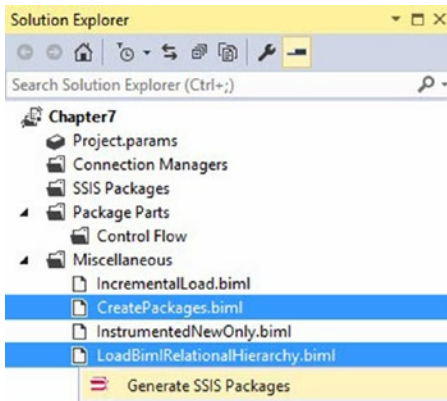 Solution Explorer
Search Solution Explorer (Ctrl+;)
Chapter7
Project.params
Connection Managers
SSIS Packages
Package Parts
Control Flow
Miscellaneous
IncrementalLoad.biml
CreatePackages.biml
InstrumentedNewOnly.biml
LoadBimlRelationalHierarchy.biml
Generate SSIS Packages